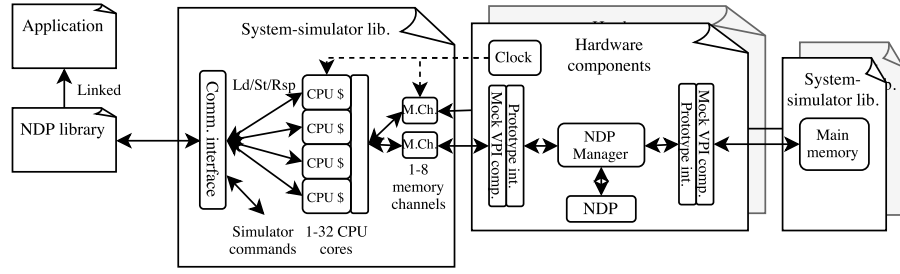 Application
Linked
NDP library
System-simulator lib.
Comm. interface
Ld/St/Rsp
CPU $
CPU $
CPU $
CPU $
Simulator
commands
1-32 CPU
cores
M.Ch.
M.Ch.
1-8
memory
channels
Clock
Hardware
components
Mock VPI comp.
Prototype int.
NDP
Manager
NDP
Prototype int.
Mock VPI comp.
System-
simulator lib.
Main
memory